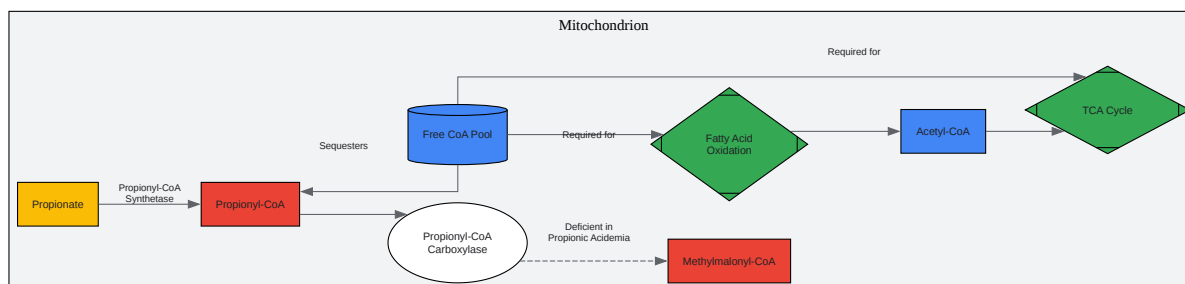 Mitochondrion
Required for
Free CoA Pool
Required for
Fatty Acid
Oxidation
Acetyl-CoA
TCA Cycle
Sequesters
Propionate
Propionyl-CoA
Synthetase
Propionyl-CoA
Propionyl-CoA
Carboxylase
Deficient in
Propionic Acidemia
Methylmalonyl-CoA